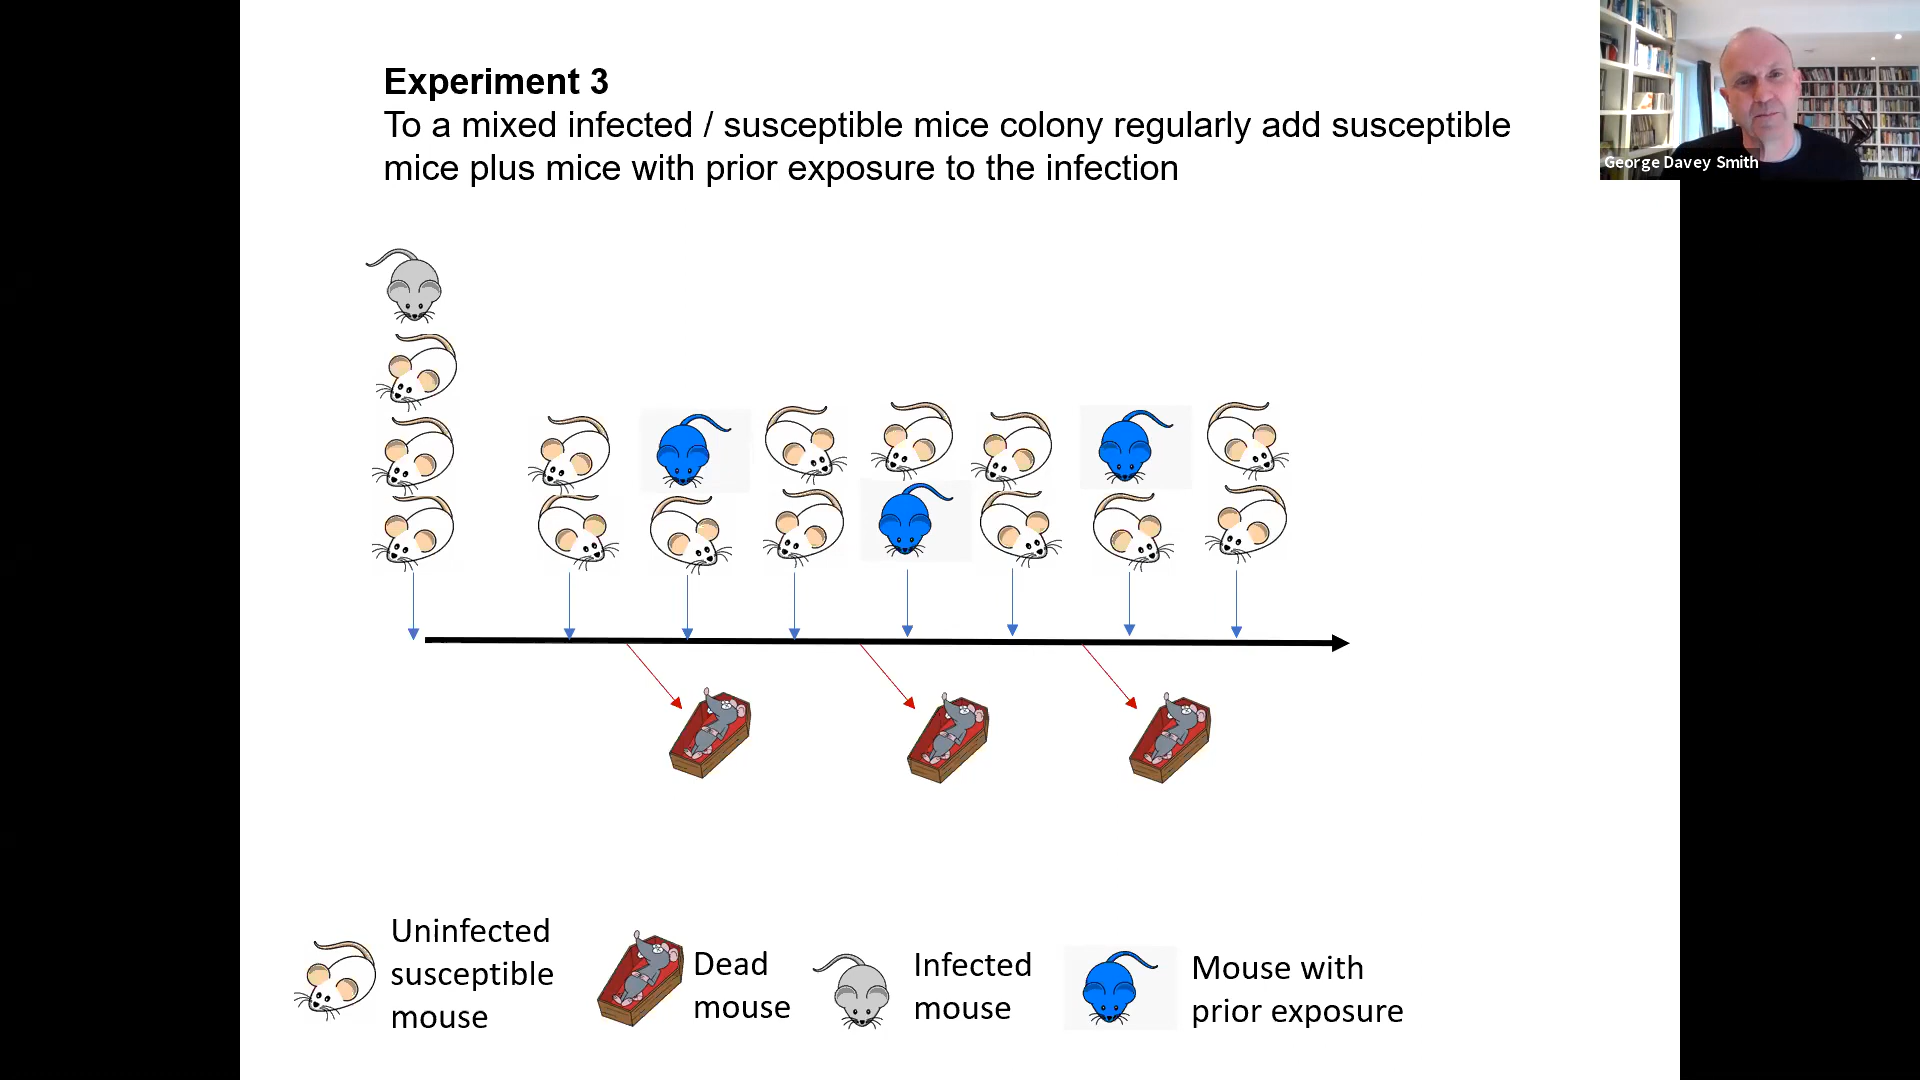 Experiment 3
To a mixed infected / susceptible mice colony regularly add susceptible
mice plus mice with prior exposure to the infection
George Davey Smith
Uninfected
susceptible
mouse
Dead
mouse
Infected
mouse
Mouse with
prior exposure